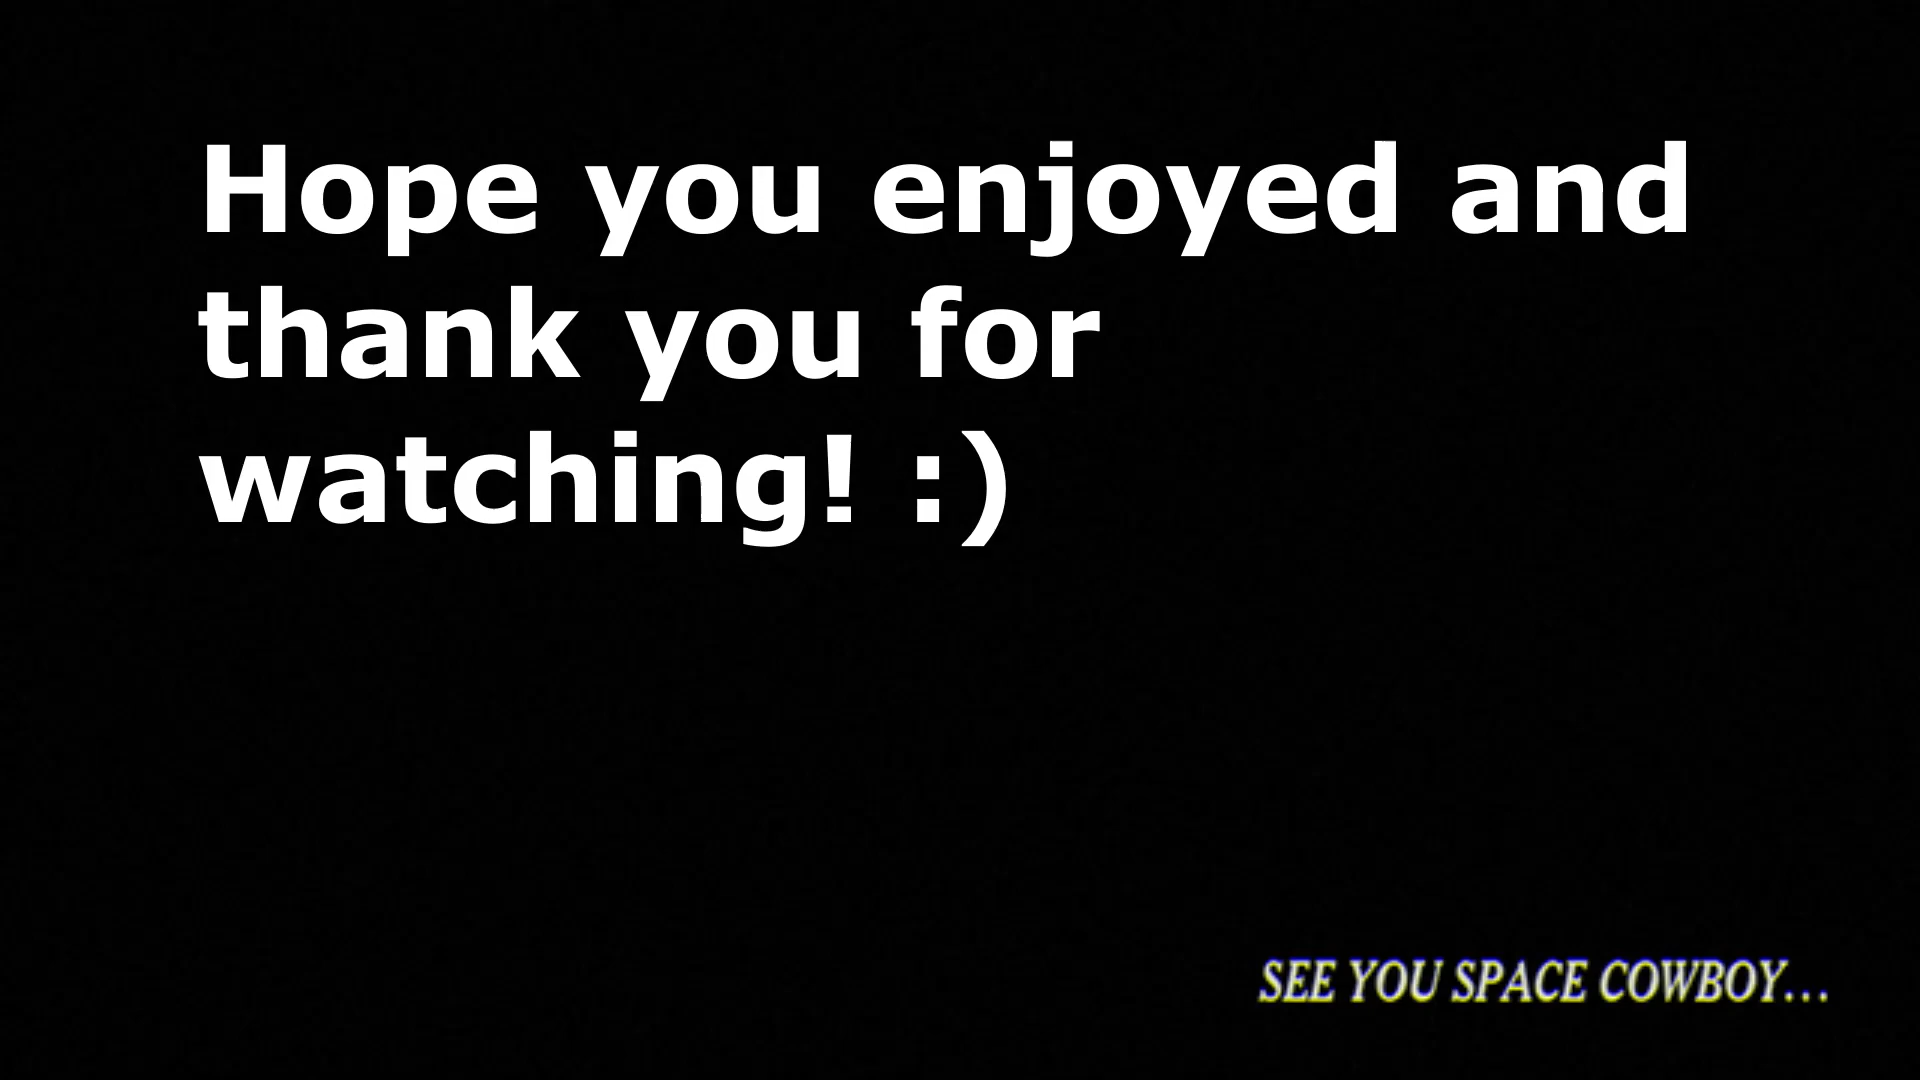 Hope you enjoyed and
thank you for
watching! :)
SEE YOU SPACE COWBOY...